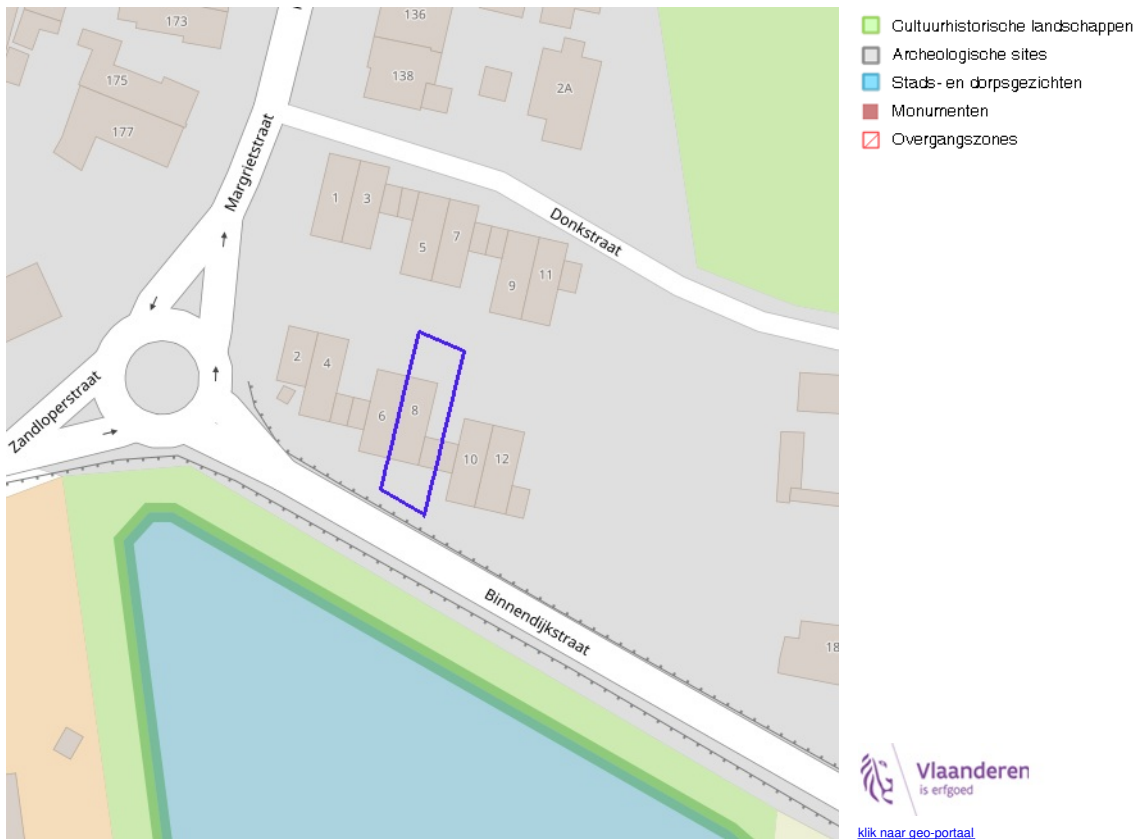 173
136
175
138
2A
177
Margrietstraat
1
3
5
7
Donkstraat
9
11
2
4
6
8
10
12
Zandloperstraat
Binnendijkstraat
18
Cultuurhistorische landschappen
Archeologische sites
Stads- en dorpsgezichten
Monumenten
Overgangszones
Vlaanderen
is erfgoed
klik naar geo-portaal